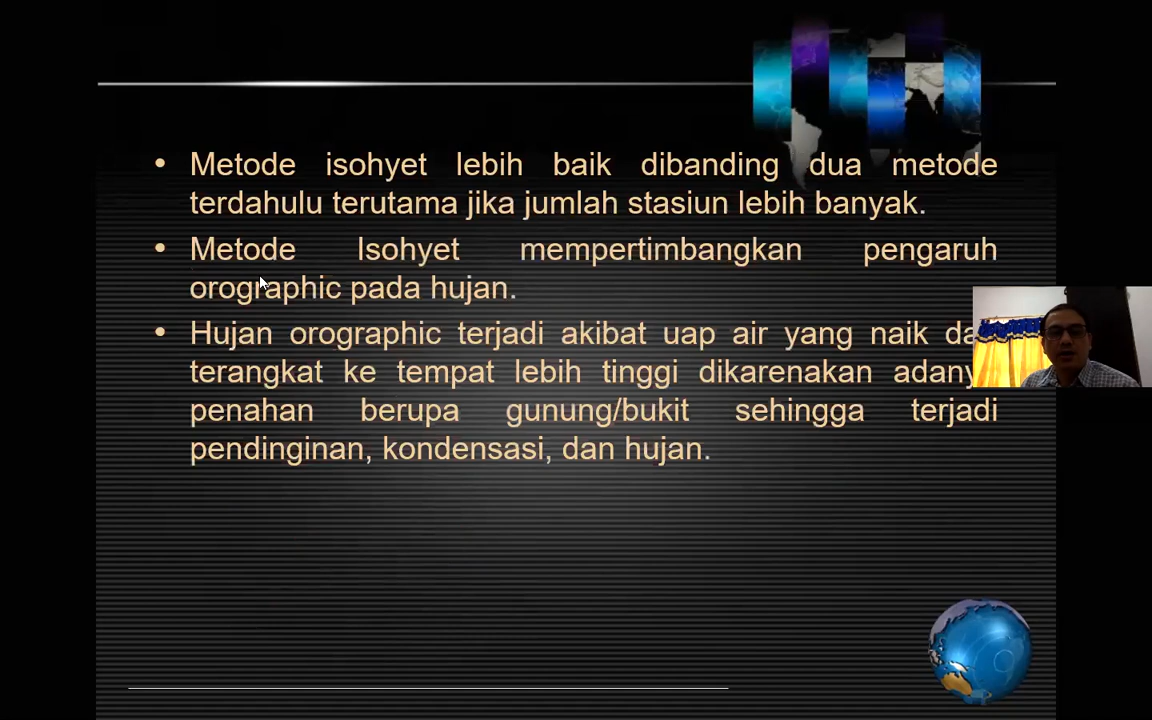 • Metode isohyet lebih baik dibanding dua metode
terdahulu terutama jika jumlah stasiun lebih banyak.
• Metode Isohyet mempertimbangkan pengaruh
orographic pada hujan.
• Hujan orographic terjadi akibat uap air yang naik
terangkat ke tempat lebih tinggi dikarenakan
penahan berupa gunung/bukit sehingga terjadi
pendinginan, kondensasi, dan hujan.